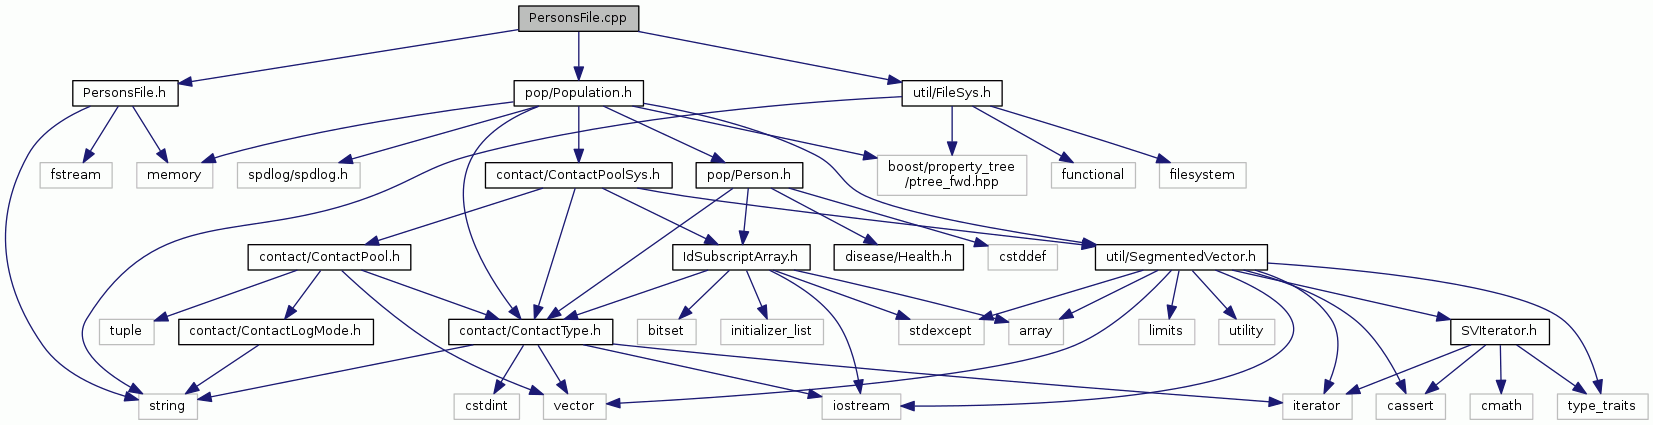 PersonsFile.cpp
PersonsFile.h
pop/Population.h
util/FileSys.h
fstream
memory
spdlog/spdlog.h
contact/ContactPoolSys.h
pop/Person.h
boost/property_tree
/ptree_fwd.hpp
functional
filesystem
contact/ContactPool.h
IdSubscriptArray.h
disease/Health.h
cstddef
util/SegmentedVector.h
tuple
contact/ContactLogMode.h
contact/ContactType.h
bitset
initializer_list
stdexcept
array
limits
utility
SVIterator.h
string
cstdint
vector
iostream
iterator
cassert
cmath
type_traits